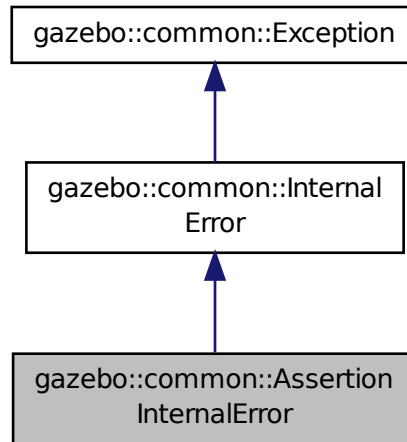 gazebo::common::Exception
gazebo::common::Internal
Error
gazebo::common::Assertion
InternalError